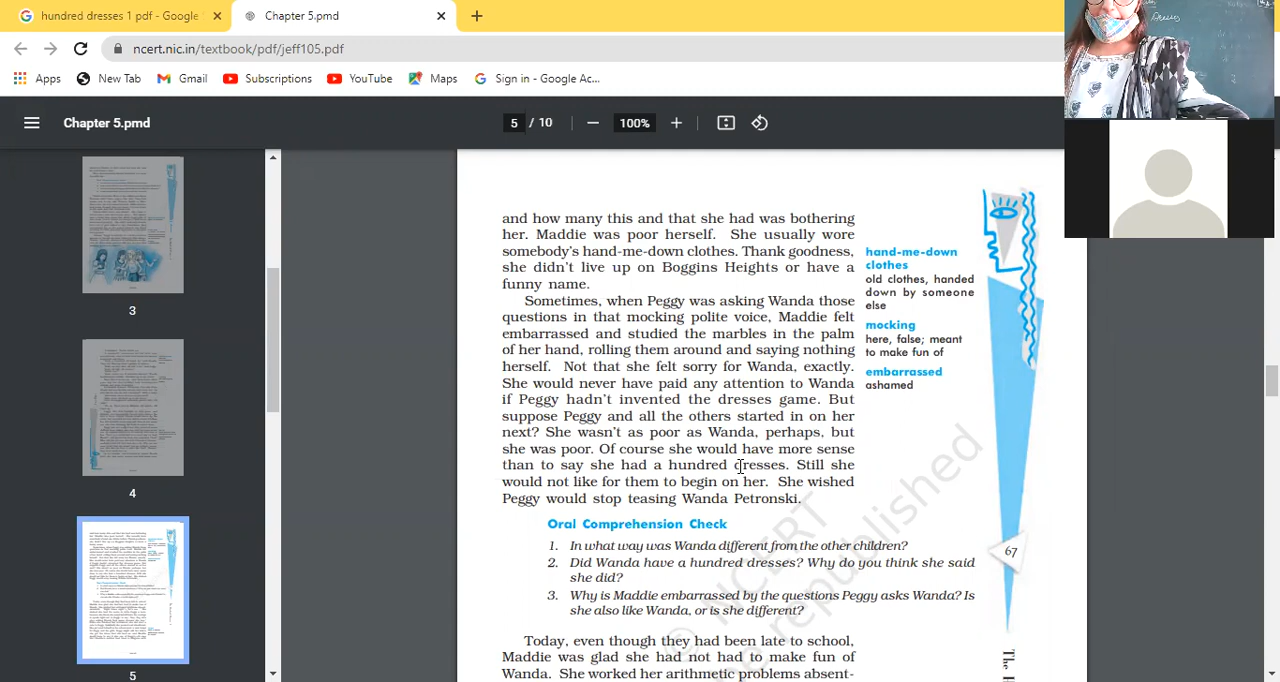 hundred dresses 1 pdf - Google
Chapter 5.pmd
ncert.nic.in/textbook/pdf/jeff105.pdf
Apps
New Tab
Gmail
Subscriptions
YouTube
Maps
Sign in - Google Ac...
Chapter 5.pmd
5 / 10
100%
3
4
5
and how many this and that she had was bothering
her. Maddie was poor herself. She usually wore
somebody's hand-me-down clothes. Thank goodness,
she didn't live up on Boggins Heights or have a
funny name.
Sometimes, when Peggy was asking Wanda those
questions in that mocking polite voice, Maddie felt
embarrassed and studied the marbles in the palm
of her hand, rolling them around and saying nothing
herself. Not that she felt sorry for Wanda, exactly.
She would never have paid any attention to Wanda
if Peggy hadn't invented the dresses game. But
suppose Peggy and all the others started in on her
next? She wasn't as poor as Wanda, perhaps, but
she was poor. Of course she would have more sense
than to say she had a hundred dresses. Still she
would not like for them to begin on her. She wished
Peggy would stop teasing Wanda Petronski.
hand-me-down
clothes
old clothes, handed
down by someone
else
mocking
here, false; meant
to make fun of
embarrassed
ashamed
Oral Comprehension Check
1. In what way was Wanda different from the other children?
2. Did Wanda have a hundred dresses? Why do you think she said
she did?
3. Why is Maddie embarrassed by the questions Peggy asks Wanda? Is
she also like Wanda, or is she different?
67
Today, even though they had been late to school,
Maddie was glad she had not had to make fun of
Wanda. She worked her arithmetic problems absent-